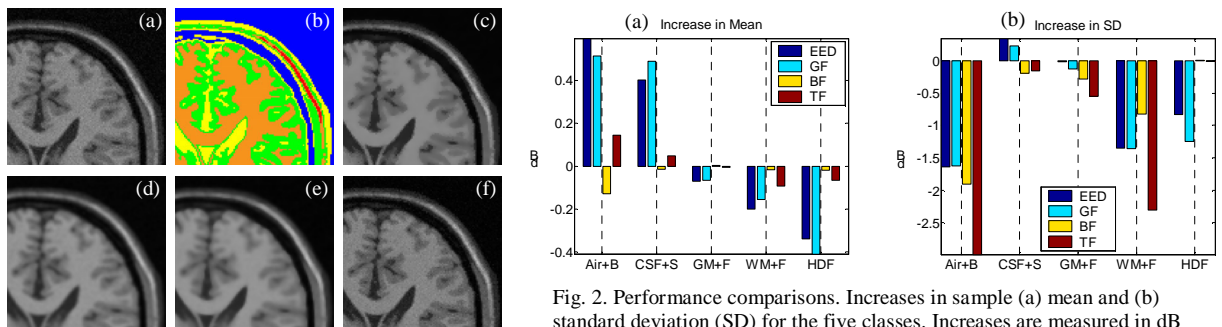 (a)
(b)
(c)
(d)
(e)
(f)
(a)
Increase in Mean
EED
GF
BF
TF
0.4
0.2
0
-0.2
-0.4
Bd
Air+B
CSF+S
GM+F
WM+F
HDF
(b)
Increase in SD
0
-0.5
-1
-1.5
-2
-2.5
Bd
EED
GF
BF
TF
Air+B
CSF+S
GM+F
WM+F
HDF
Fig. 2. Performance comparisons. Increases in sample (a) mean and (b)
standard deviation (SD) for the five classes. Increases are measured in dB